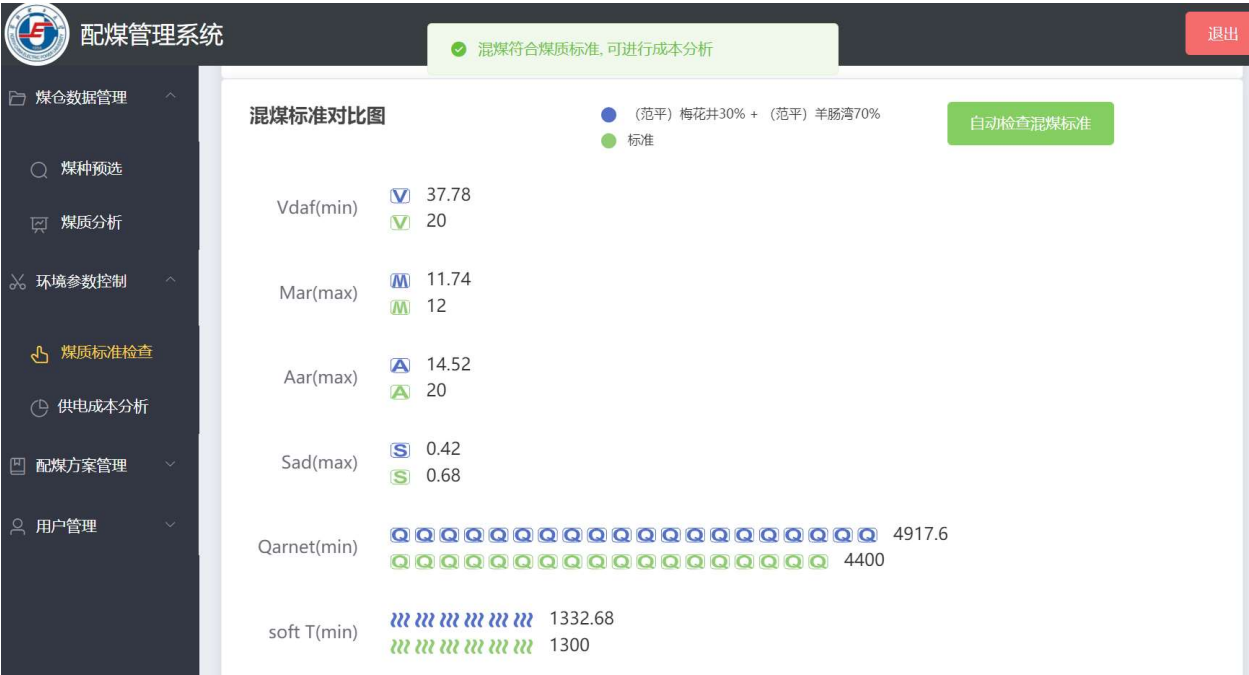 配煤管理系统
混煤符合煤质标准, 可进行成本分析
退出
煤仓数据管理
煤种预选
煤质分析
环境参数控制
煤质标准检查
供电成本分析
配煤方案管理
用户管理
混煤标准对比图
（范平）梅花井30% + （范平）羊肠湾70%
标准
自动检查混煤标准
Vdaf(min)
V 37.78
V 20
Mar(max)
M 11.74
M 12
Aar(max)
A 14.52
A 20
Sad(max)
S 0.42
S 0.68
Qarnet(min)
Q Q Q Q Q Q Q Q Q Q Q Q Q Q Q Q Q Q Q Q 4917.6
Q Q Q Q Q Q Q Q Q Q Q Q Q Q Q Q Q Q 4400
soft T(min)
1332.68
1300